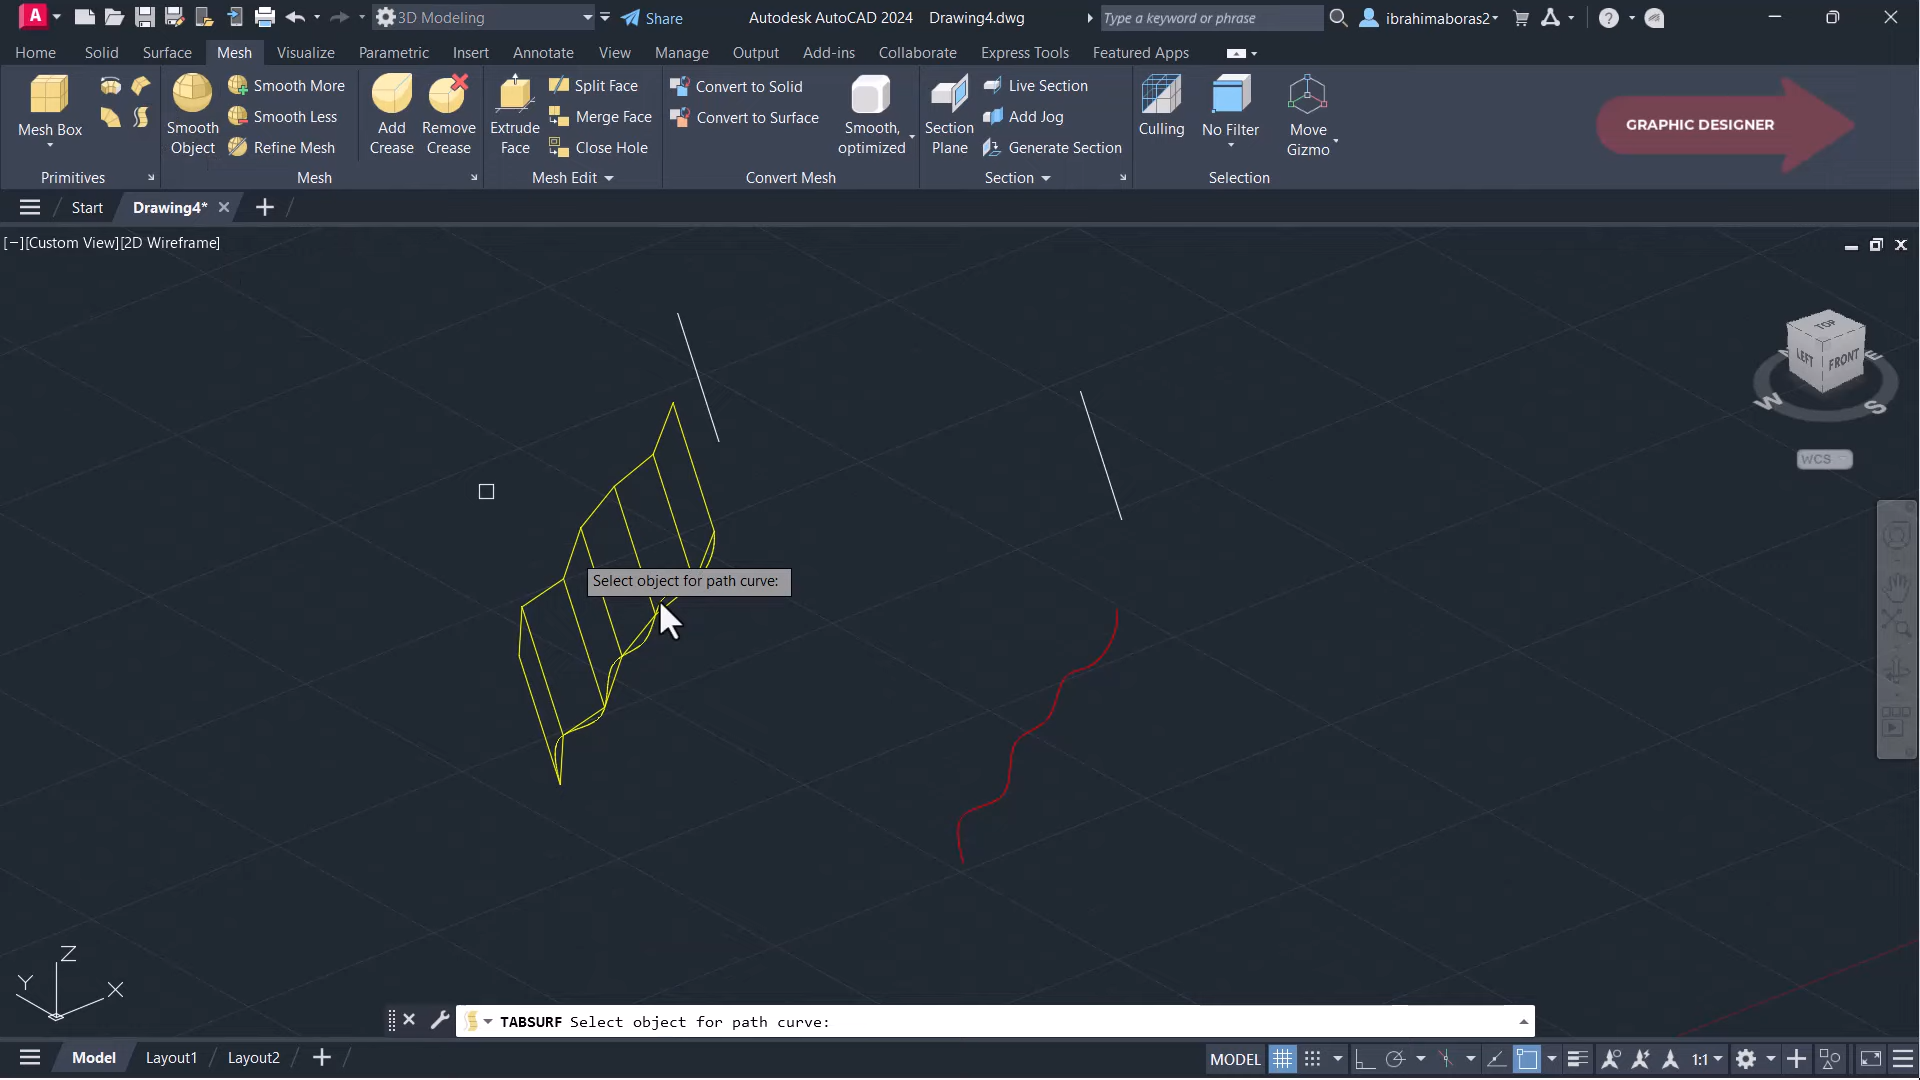 A 3D Modeling Share Autodesk AutoCAD 2024 Drawing4.dwg Type a keyword or phrase ibrahimaboras2
Home Solid Surface Mesh Visualize Parametric Insert Annotate View Manage Output Add-ins Collaborate Express Tools Featured Apps
Mesh Box
Smooth Object
Smooth More
Smooth Less
Refine Mesh
Add Crease
Remove Crease
Extrude Face
Split Face
Merge Face
Close Hole
Convert to Solid
Convert to Surface
Smooth, optimized
Section Plane
Live Section
Add Jog
Generate Section
Culling
No Filter
Move Gizmo
GRAPHIC DESIGNER
Primitives Mesh Mesh Edit Convert Mesh Section Selection
Start Drawing4*
[−][Custom View][2D Wireframe]
TOP
LEFT FRONT
E
W S
WCS
Select object for path curve:
Z
Y X
TABSURF Select object for path curve:
Model Layout1 Layout2 MODEL 1:1